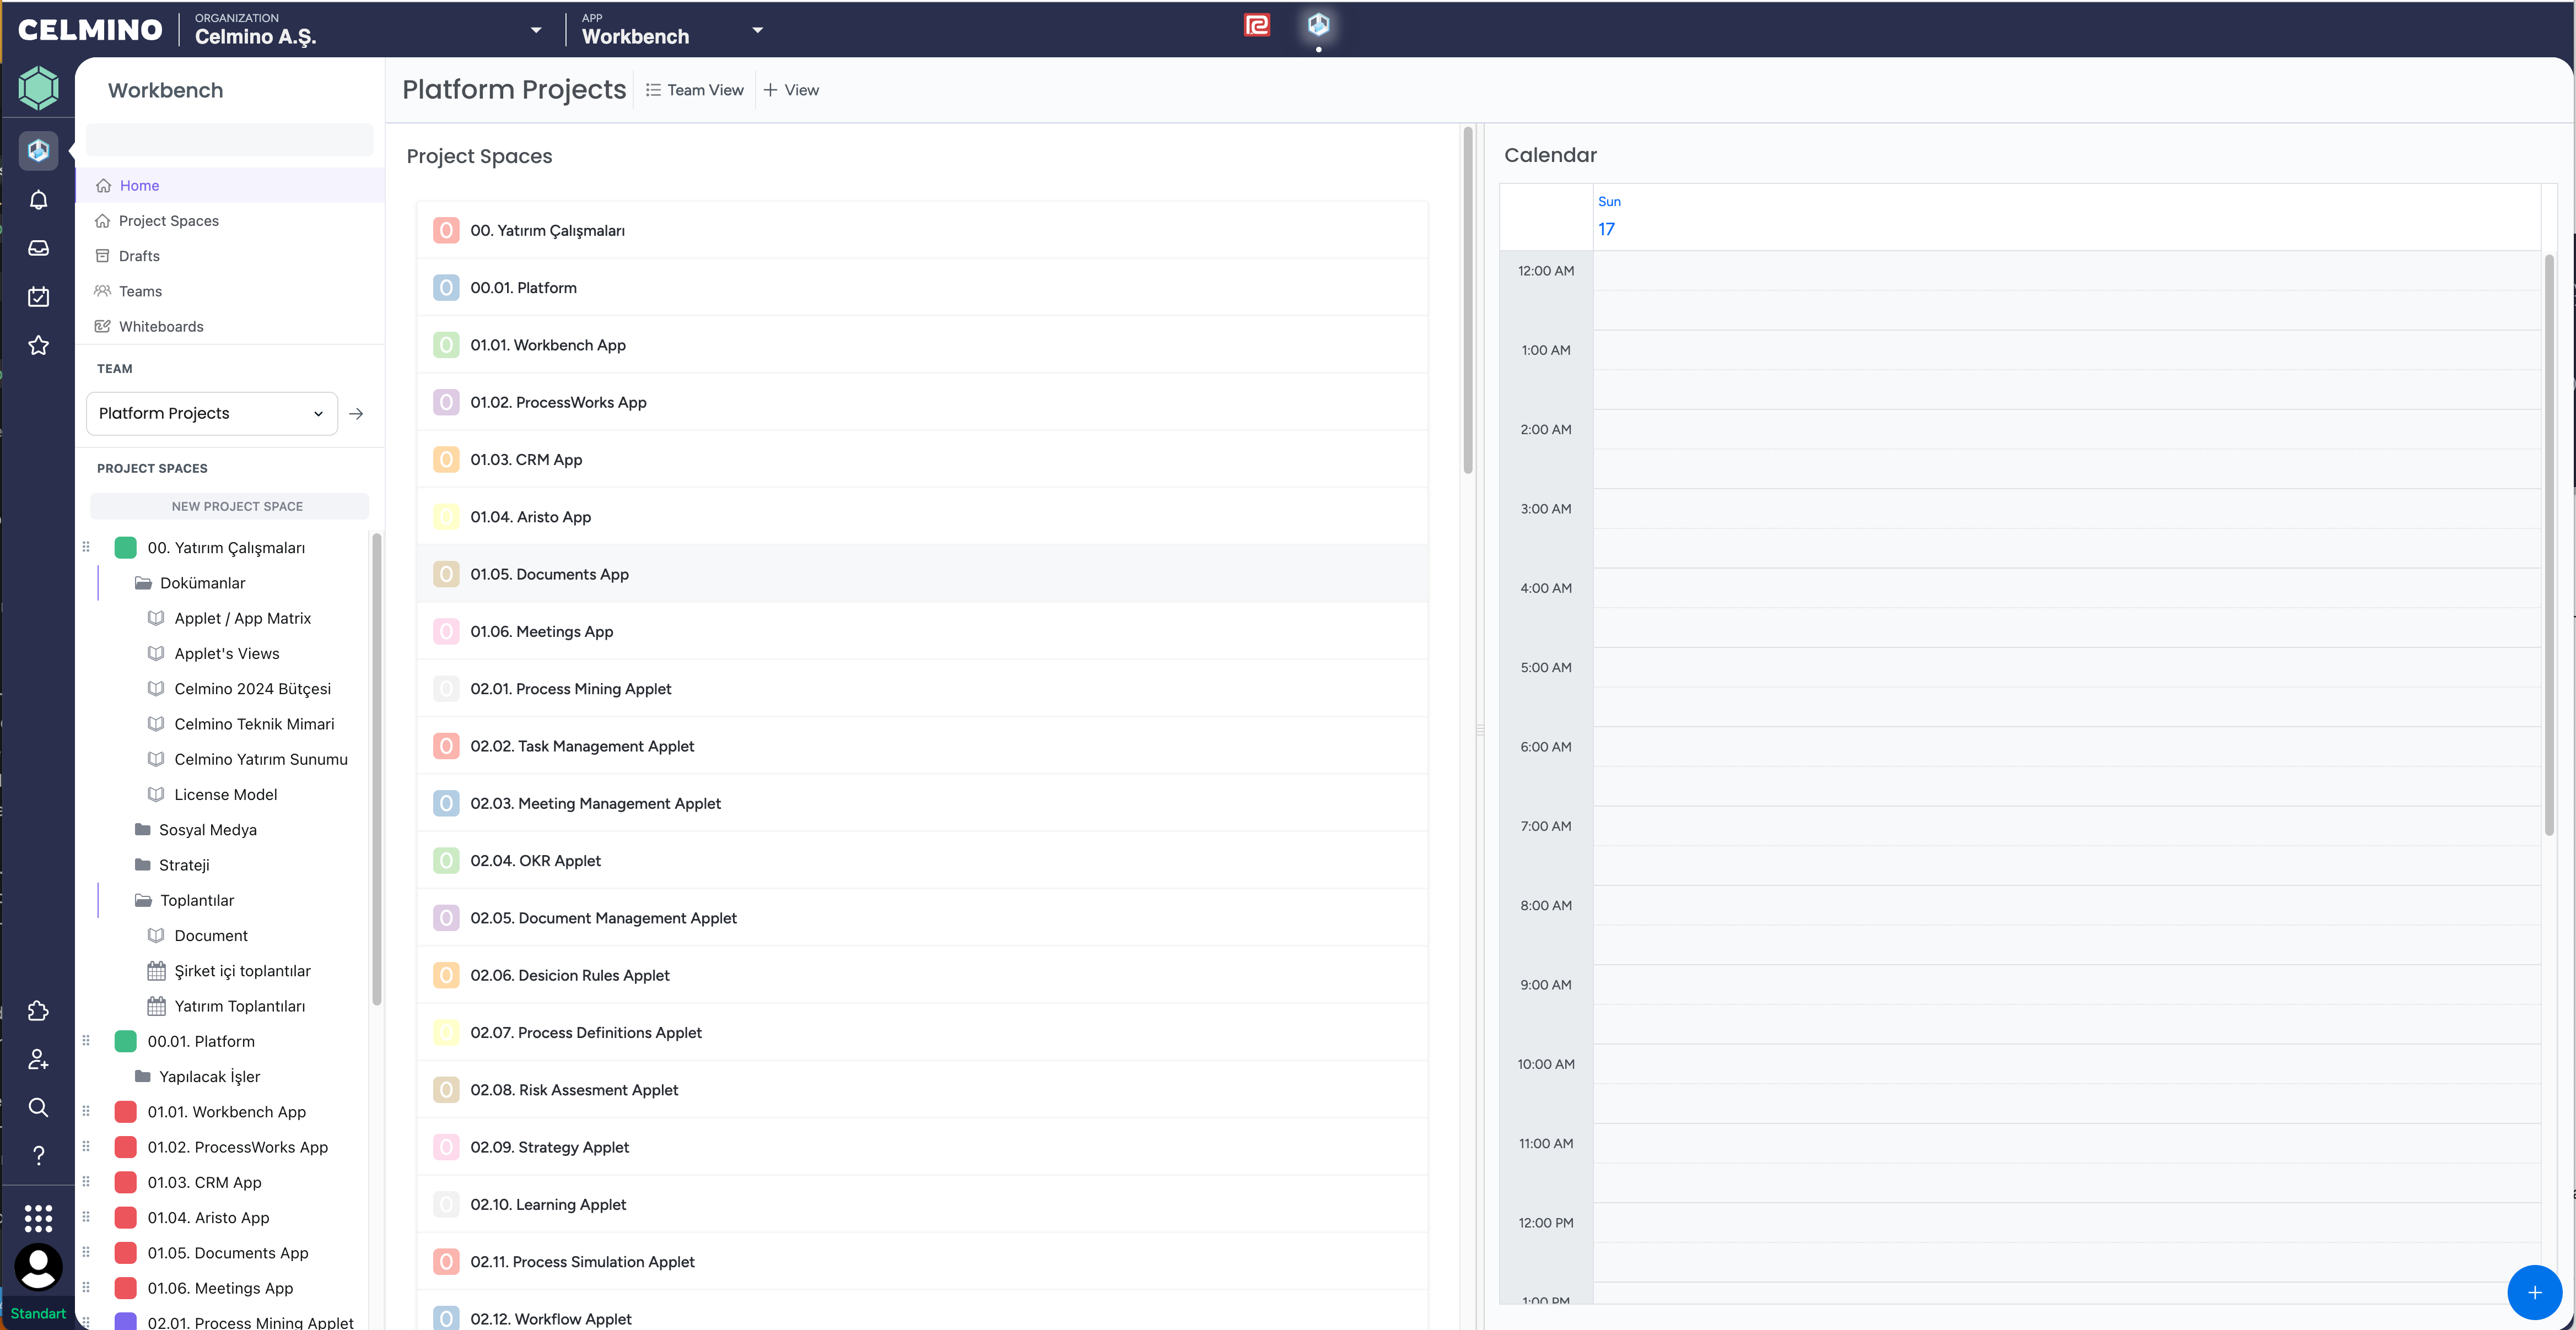 CELMINO
ORGANIZATION
Celmino A.Ş.
APP
Workbench
Workbench
Home
Project Spaces
Drafts
Teams
Whiteboards
TEAM
Platform Projects
PROJECT SPACES
NEW PROJECT SPACE
00. Yatırım Çalışmaları
Dokümanlar
Applet / App Matrix
Applet's Views
Celmino 2024 Bütçesi
Celmino Teknik Mimari
Celmino Yatırım Sunumu
License Model
Sosyal Medya
Strateji
Toplantılar
Document
Şirket içi toplantılar
Yatırım Toplantıları
00.01. Platform
Yapılacak İşler
01.01. Workbench App
01.02. ProcessWorks App
01.03. CRM App
01.04. Aristo App
01.05. Documents App
01.06. Meetings App
02.01. Process Mining Applet
Standart
Platform Projects
Team View
View
Project Spaces
0 00. Yatırım Çalışmaları
0 00.01. Platform
0 01.01. Workbench App
0 01.02. ProcessWorks App
0 01.03. CRM App
0 01.04. Aristo App
0 01.05. Documents App
0 01.06. Meetings App
0 02.01. Process Mining Applet
0 02.02. Task Management Applet
0 02.03. Meeting Management Applet
0 02.04. OKR Applet
0 02.05. Document Management Applet
0 02.06. Desicion Rules Applet
0 02.07. Process Definitions Applet
0 02.08. Risk Assesment Applet
0 02.09. Strategy Applet
0 02.10. Learning Applet
0 02.11. Process Simulation Applet
0 02.12. Workflow Applet
Calendar
Sun
17
12:00 AM
1:00 AM
2:00 AM
3:00 AM
4:00 AM
5:00 AM
6:00 AM
7:00 AM
8:00 AM
9:00 AM
10:00 AM
11:00 AM
12:00 PM
1:00 PM